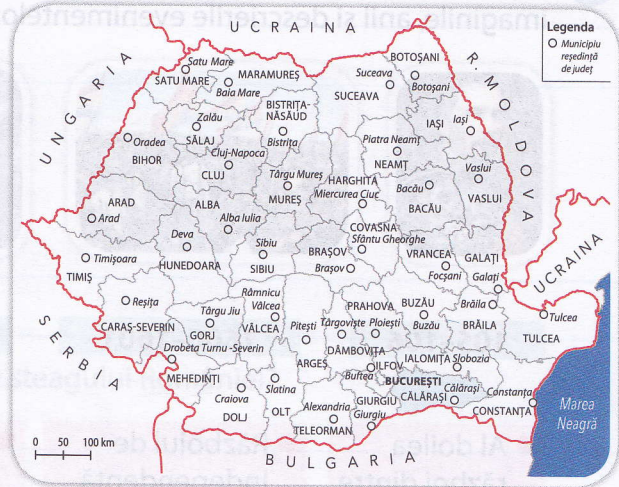 UCRAINA
Legenda
Municipiu
reședință
de județ
UNGARIA
R. MOLDOVA
Satu Mare
SATU MARE
MARAMUREȘ
Baia Mare
BOTOȘANI
Botoșani
Suceava
SUCEAVA
BISTRIȚA-
NĂSĂUD
Bistrița
Zalău
SĂLAJ
Oradea
BIHOR
Cluj-Napoca
CLUJ
IAȘI
Iași
Piatra Neamț
NEAMȚ
Târgu Mureș
MUREȘ
HARGHITA
Miercurea Ciuc
Bacău
BACĂU
Vaslui
VASLUI
ARAD
Arad
ALBA
Alba Iulia
Deva
HUNEDOARA
Sibiu
SIBIU
BRAȘOV
Brașov
COVASNA
Sfântu Gheorghe
VRANCEA
Focșani
GALAȚI
Galați
UCRAINA
Timișoara
TIMIȘ
Reșița
CARAȘ-SEVERIN
SERBIA
Târgu Jiu
GORJ
Drobeta Turnu-Severin
MEHEDINȚI
Râmnicu
Vâlcea
VÂLCEA
Pitești
ARGEȘ
Târgoviște
DÂMBOVIȚA
PRAHOVA
Ploiești
BUZĂU
Buzău
Brăila
BRĂILA
Tulcea
TULCEA
ILFOV
Buftea
BUCUREȘTI
IALOMIȚA
Slobozia
Călărași
CĂLĂRAȘI
Constanța
CONSTANȚA
Craiova
DOLJ
Slatina
OLT
Alexandria
TELEORMAN
GIURGIU
Giurgiu
Marea
Neagră
BULGARIA
0 50 100 km